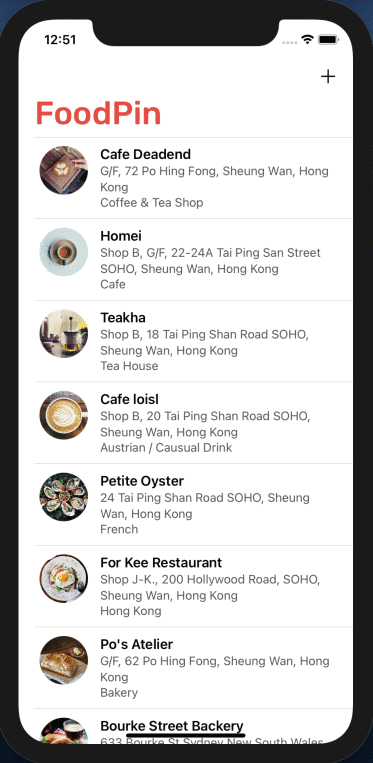 12:51
+
FoodPin
Cafe Deadend
G/F, 72 Po Hing Fong, Sheung Wan, Hong
Kong
Coffee & Tea Shop
Homei
Shop B, G/F, 22-24A Tai Ping San Street
SOHO, Sheung Wan, Hong Kong
Cafe
Teakha
Shop B, 18 Tai Ping Shan Road SOHO,
Sheung Wan, Hong Kong
Tea House
Cafe loisl
Shop B, 20 Tai Ping Shan Road SOHO,
Sheung Wan, Hong Kong
Austrian / Causual Drink
Petite Oyster
24 Tai Ping Shan Road SOHO, Sheung
Wan, Hong Kong
French
For Kee Restaurant
Shop J-K., 200 Hollywood Road, SOHO,
Sheung Wan, Hong Kong
Hong Kong
Po's Atelier
G/F, 62 Po Hing Fong, Sheung Wan, Hong
Kong
Bakery
Bourke Street Backery
633 Bourke St Sydney New South Wales